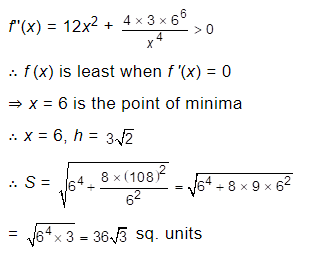 f"(x) = 12x² + (4 × 3 × 6⁶)/x⁴ > 0
∴ f (x) is least when f '(x) = 0
⇒ x = 6 is the point of minima
∴ x = 6, h = 3√2
∴ S = √(6⁴ + (8 × (108)²)/6²) = √(6⁴ + 8 × 9 × 6²)
= √(6⁴ × 3) = 36√3 sq. units